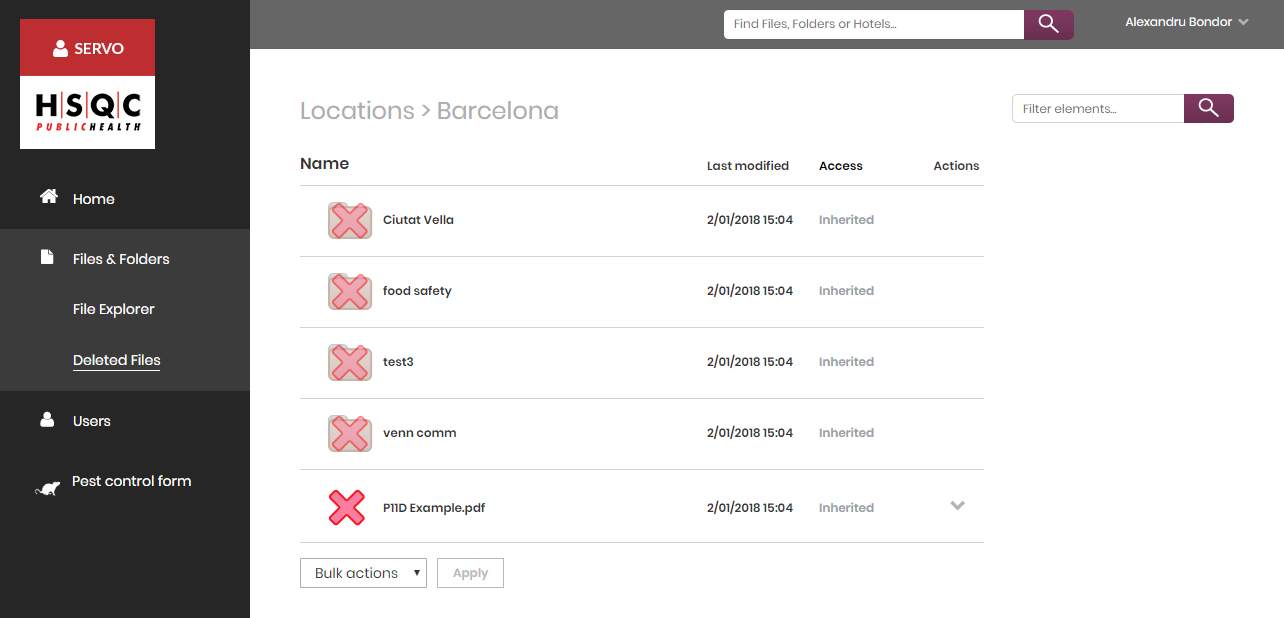 SERVO
H|S|Q|C
PUBLICHEALTH
Home
Files & Folders
File Explorer
Deleted Files
Users
Pest control form
Find Files, Folders or Hotels...
Alexandru Bondor
Locations > Barcelona
Filter elements...
Name Last modified Access Actions
Ciutat Vella 2/01/2018 15:04 Inherited
food safety 2/01/2018 15:04 Inherited
test3 2/01/2018 15:04 Inherited
venn comm 2/01/2018 15:04 Inherited
P11D Example.pdf 2/01/2018 15:04 Inherited
Bulk actions Apply